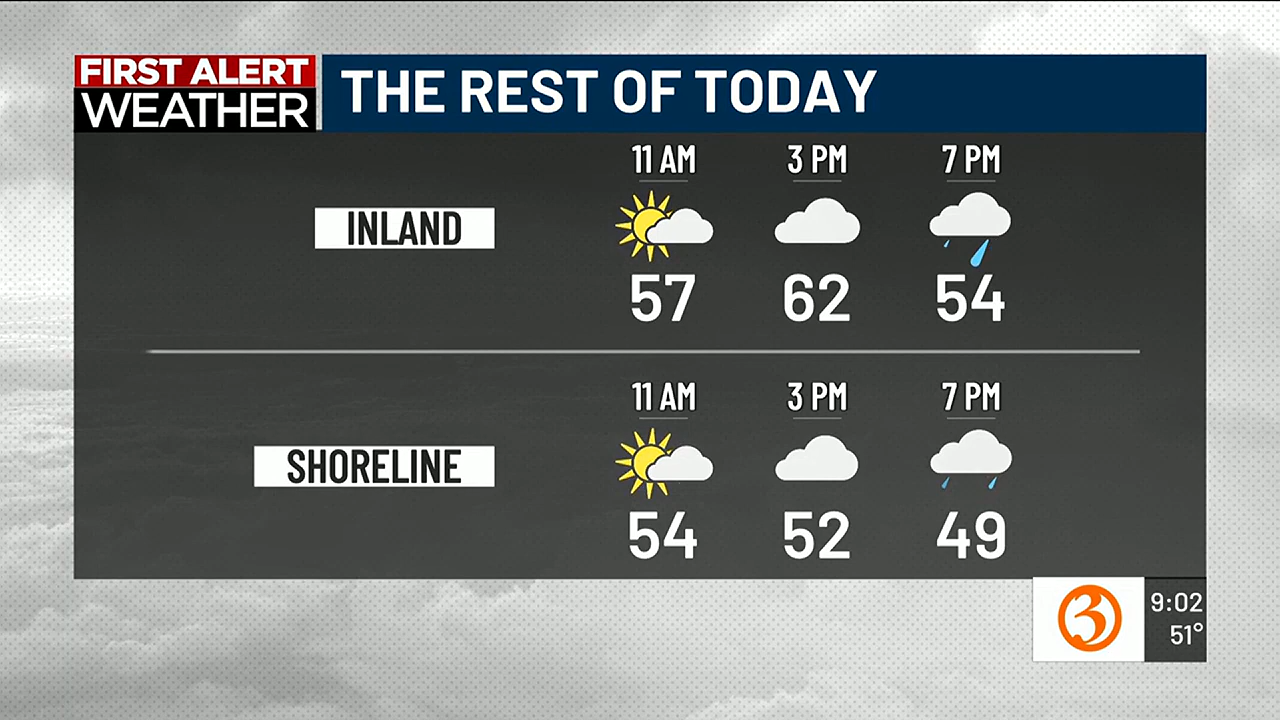 FIRST ALERT
WEATHER
THE REST OF TODAY
11 AM 3 PM 7 PM
INLAND
57 62 54
11 AM 3 PM 7 PM
SHORELINE
54 52 49
3
9:02
51°